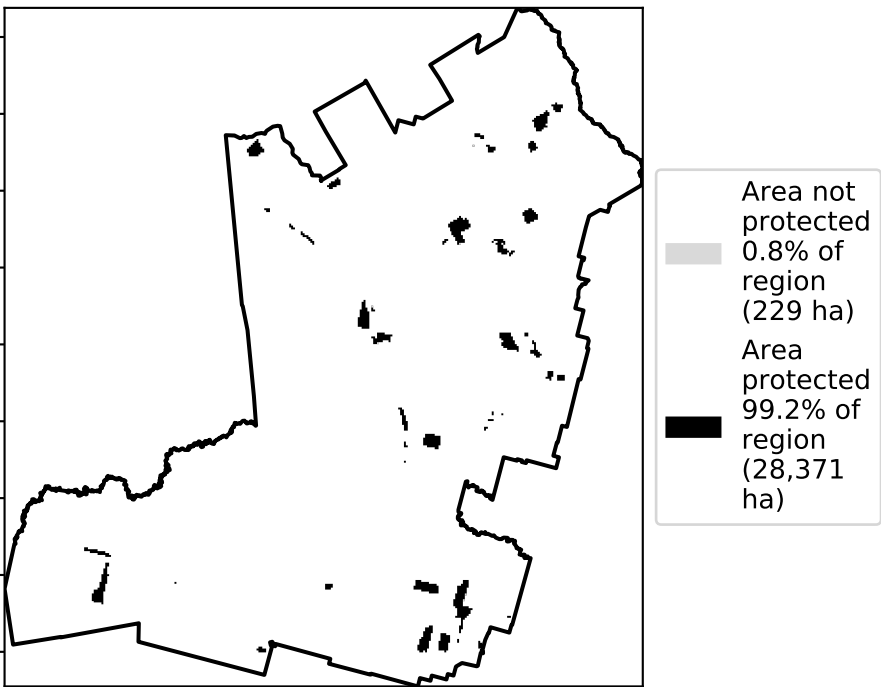 Area not
protected
0.8% of
region
(229 ha)
Area
protected
99.2% of
region
(28,371
ha)